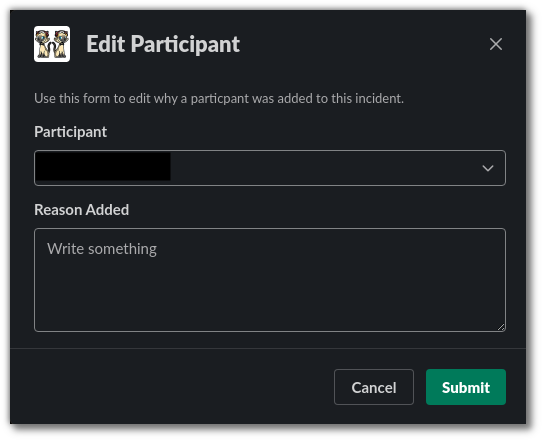 Edit Participant
Use this form to edit why a particpant was added to this incident.
Participant
Reason Added
Write something
Cancel
Submit